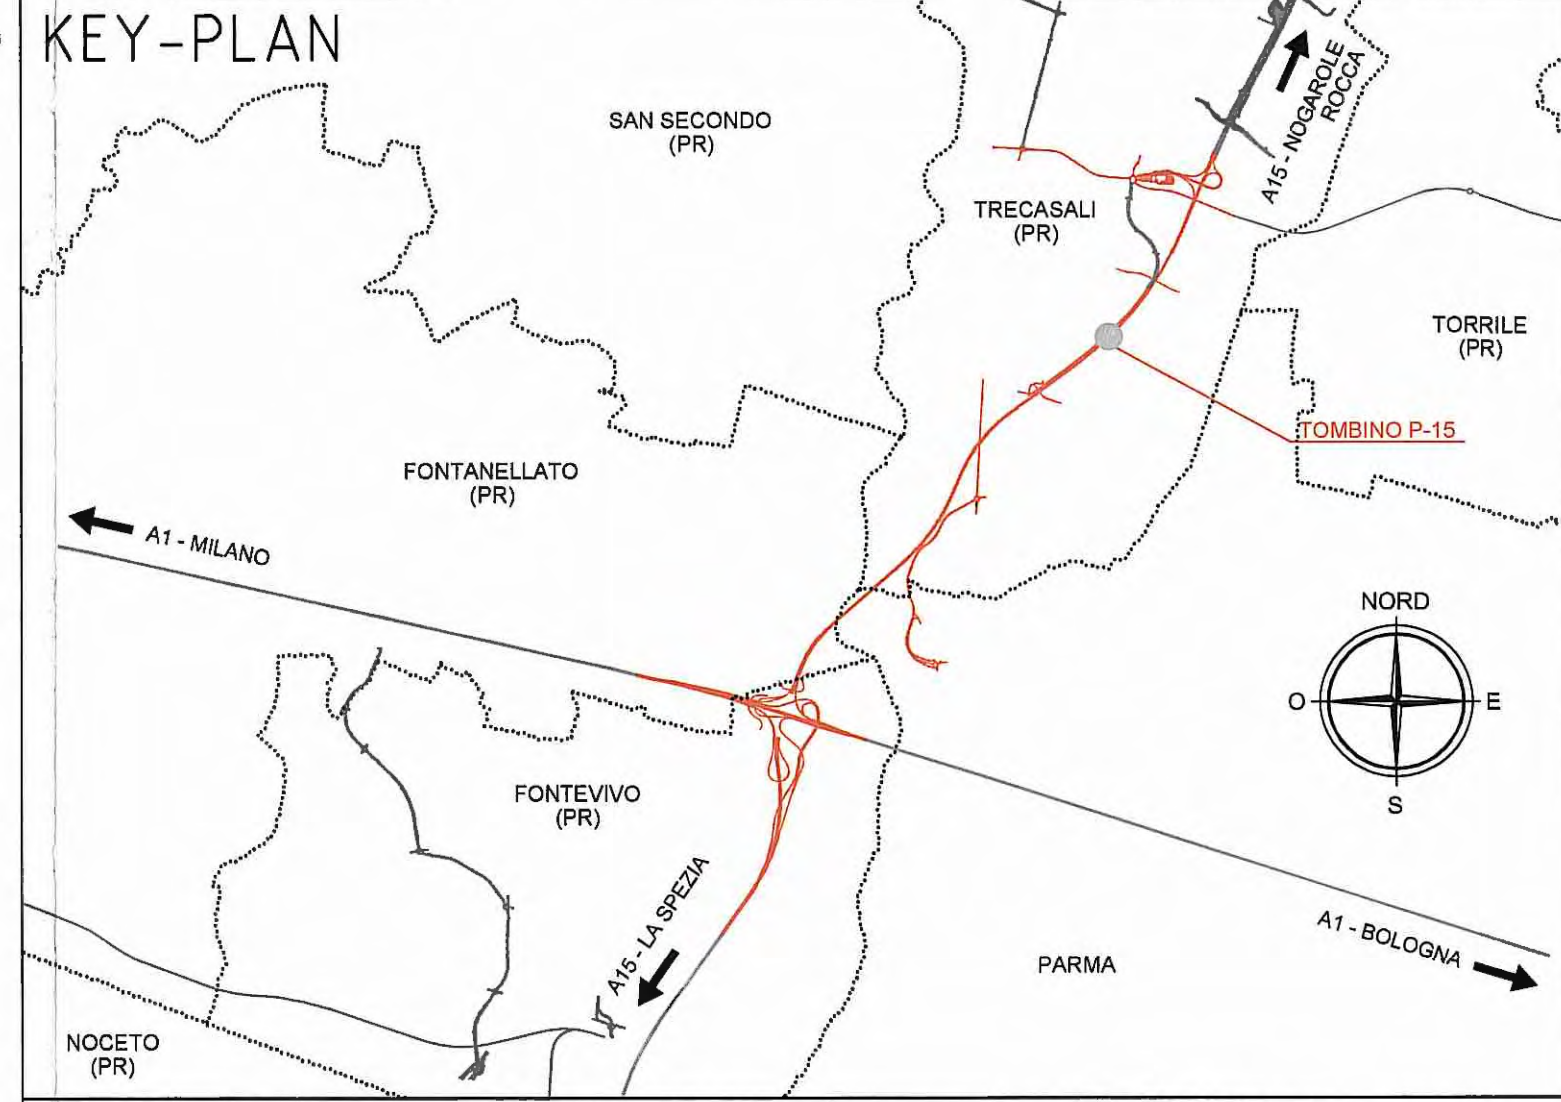 KEY-PLAN
SAN SECONDO
(PR)
A15 - NOGAROLE
ROCCA
TRECASALI
(PR)
TORRILE
(PR)
TOMBINO P-15
FONTANELLATO
(PR)
A1 - MILANO
NORD
O
E
S
FONTEVIVO
(PR)
A15 - LA SPEZIA
A1 - BOLOGNA
PARMA
NOCETO
(PR)